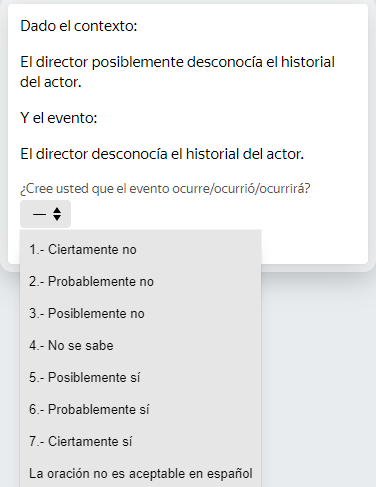 Dado el contexto:
El director posiblemente desconocía el historial
del actor.
Y el evento:
El director desconocía el historial del actor.
¿Cree usted que el evento ocurre/ocurrió/ocurrirá?
—
1.- Ciertamente no
2.- Probablemente no
3.- Posiblemente no
4.- No se sabe
5.- Posiblemente sí
6.- Probablemente sí
7.- Ciertamente sí
La oración no es aceptable en español